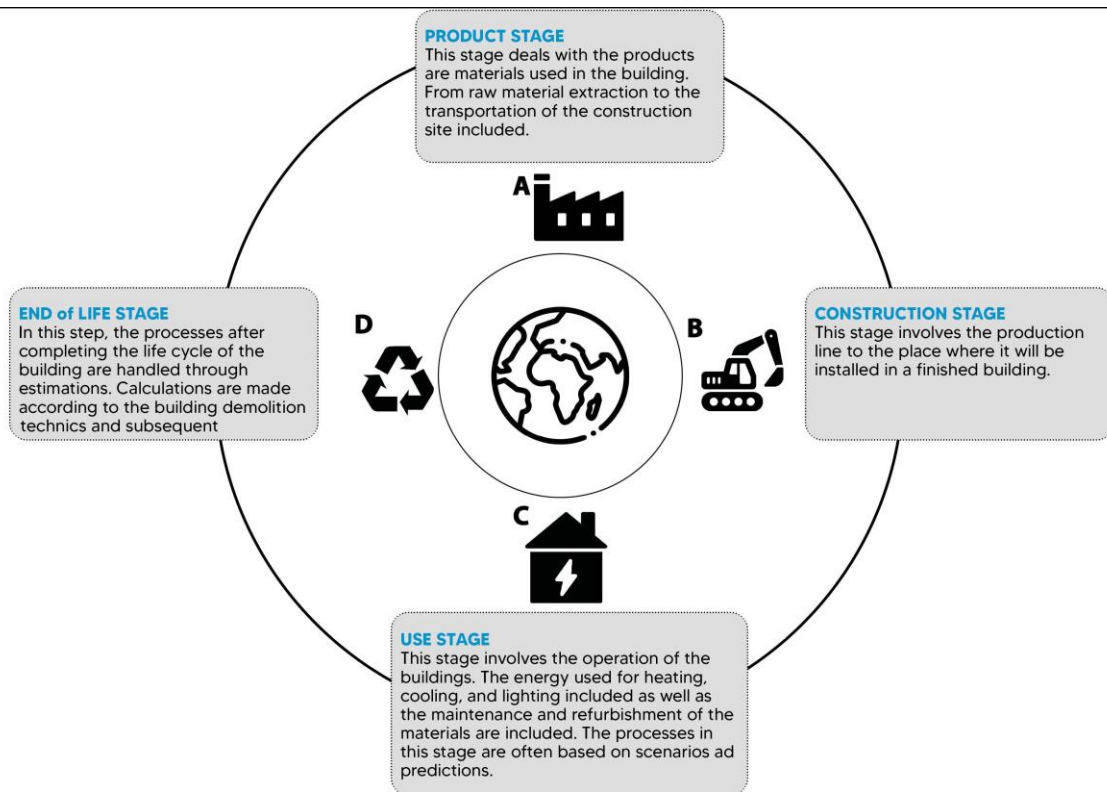 PRODUCT STAGE
This stage deals with the products
are materials used in the building.
From raw material extraction to the
transportation of the construction
site included.
A
END of LIFE STAGE
In this step, the processes after
completing the life cycle of the
building are handled through
estimations. Calculations are made
according to the building demolition
technics and subsequent
D
B
CONSTRUCTION STAGE
This stage involves the production
line to the place where it will be
installed in a finished building.
C
USE STAGE
This stage involves the operation of the
buildings. The energy used for heating,
cooling, and lighting included as well as
the maintenance and refurbishment of the
materials are included. The processes in
this stage are often based on scenarios ad
predictions.